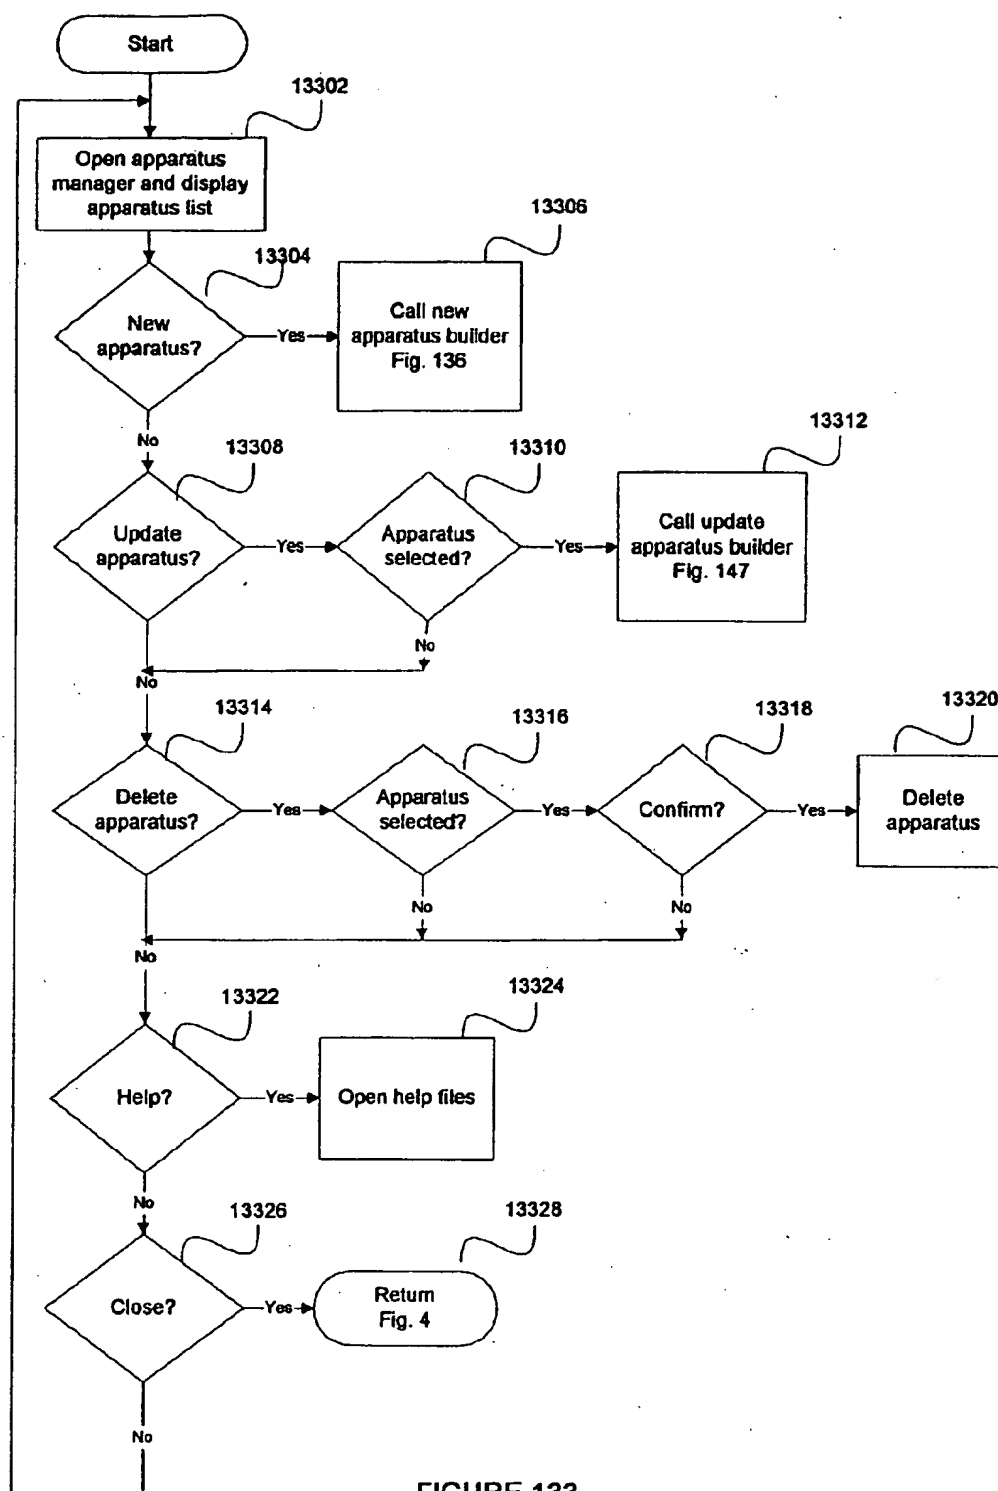 Start
13302
Open apparatus
manager and display
apparatus list
13304
13306
New
apparatus?
Yes
Call new
apparatus builder
Fig. 136
No
13308
13310
13312
Update
apparatus?
Yes
Apparatus
selected?
Yes
Call update
apparatus builder
Fig. 147
No
No
13314
13316
13318
13320
Delete
apparatus?
Yes
Apparatus
selected?
Yes
Confirm?
Yes
Delete
apparatus
No
No
No
13322
13324
Help?
Yes
Open help files
No
13326
13328
Close?
Yes
Return
Fig. 4
No
FIGURE 133